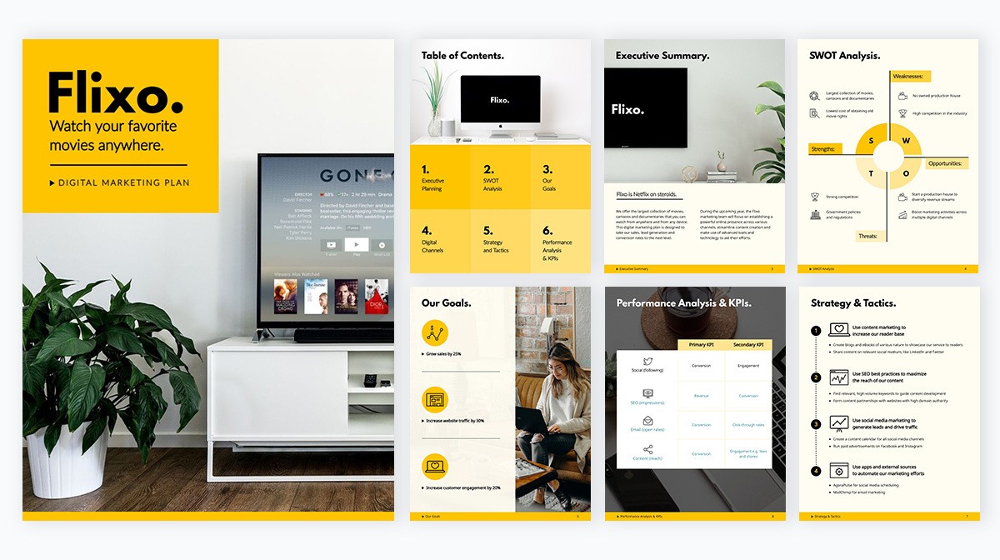 Flixo.
Watch your favorite
movies anywhere.
DIGITAL MARKETING PLAN
GONE
DIRECTOR
David Fincher
STARRING
Ben Affleck
Rosamund Pike
Neil Patrick Harris
Tyler Perry
Kim Dickens
88%
2 hr 29 min
Drama
Directed by David Fincher and base
best, this engaging thriller rev
marriage. On his fifth wedding ann
Available On
iTunes
HBO
Trailer
Play
Wish List
Viewers Also Watched
Table of Contents.
Flixo.
1.
Executive
Planning
2.
SWOT
Analysis
3.
Our
Goals
4.
Digital
Channels
5.
Strategy
and Tactics
6.
Performance
Analysis
& KPIs
Executive Summary.
Flixo.
SONY
Flixo is Netflix on steroids.
We offer the largest collection of movies,
cartoons and documentaries that you can
watch from anywhere and from any device.
This digital marketing plan is designed to
take our sales, lead generation and
conversion rates to the next level.
During the upcoming year, the Flixo
marketing team will focus on establishing a
powerful online presence across various
channels, streamline content creation and
make use of advanced tools and
technology to aid their efforts.
Executive Summary
3
SWOT Analysis.
Weaknesses:
Largest collection of movies,
cartoons and documentaries
Lowest cost of obtaining old
movie rights
No owned production house
High competition in the industry
S
W
T
O
Strengths:
Opportunities:
Strong competition
Government policies
and regulations
Start a production house to
diversify revenue streams
Boost marketing activities across
multiple digital channels
Threats:
SWOT Analysis
4
Our Goals.
Grow sales by 25%
Increase website traffic by 30%
Increase customer engagement by 20%
Our Goals
5
Performance Analysis & KPIs.
Primary KPI
Secondary KPI
Social (following)
Conversion
Engagement
SEO (impressions)
Revenue
Conversion
Email (open rates)
Conversion
Click-through rates
Content (reach)
Conversion
Engagement e.g. likes
and shares
Performance Analysis & KPIs
6
Strategy & Tactics.
1
Use content marketing to
increase our reader base
Create blogs and eBooks of various nature to showcase our service to readers
Share content on relevant social medium, like LinkedIn and Twitter
2
Use SEO best practices to maximize
the reach of our content
Find relevant, high-volume keywords to guide content development
Form content partnerships with websites with high domain authority
3
Use social media marketing to
generate leads and drive traffic
Create a content calendar for all social media channels
Run paid advertisements on Facebook and Instagram
4
Use apps and external sources
to automate our marketing efforts
AgoraPulse for social media scheduling
MailChimp for email marketing
Strategy & Tactics
7